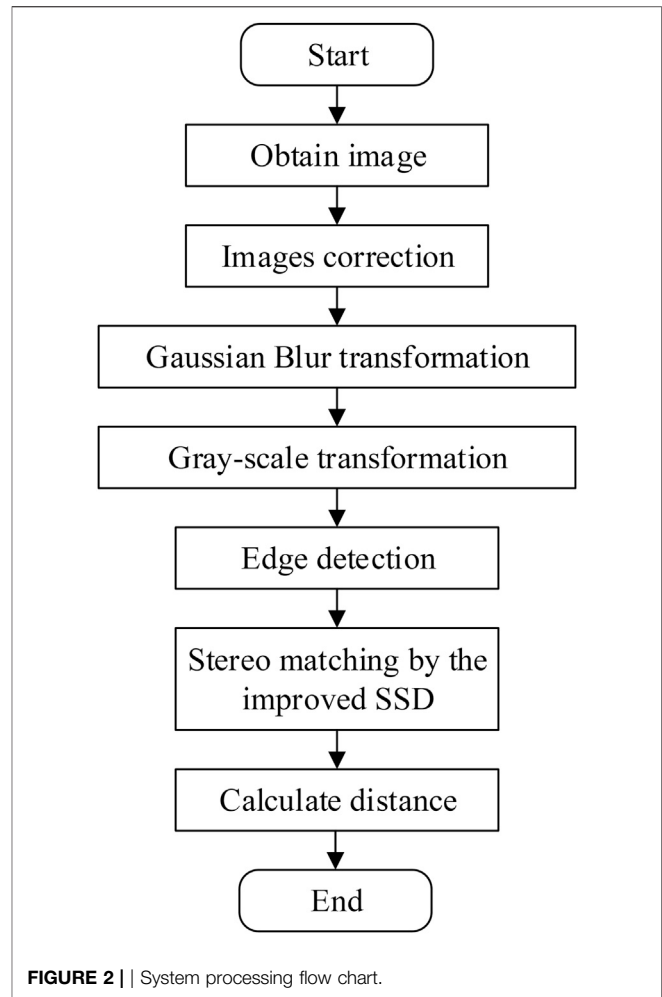 Start
Obtain image
Images correction
Gaussian Blur transformation
Gray-scale transformation
Edge detection
Stereo matching by the
improved SSD
Calculate distance
End
FIGURE 2 | | System processing flow chart.